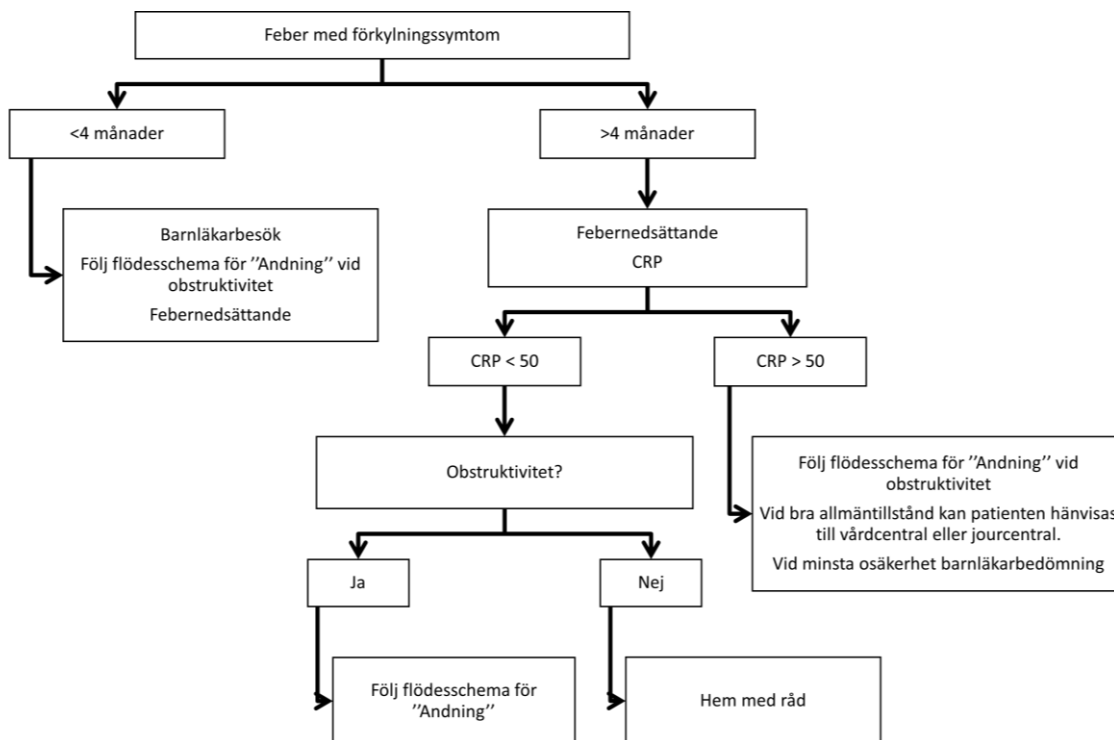 Feber med förkylningssymtom
<4 månader
>4 månader
Barnläkarbesök
Följ flödesschema för ”Andning” vid
obstruktivitet
Febernedsättande
Febernedsättande
CRP
CRP < 50
CRP > 50
Obstruktivitet?
Följ flödesschema för ”Andning” vid
obstruktivitet
Vid bra allmäntillstånd kan patienten hänvisas
till vårdcentral eller jourcentral.
Vid minsta osäkerhet barnläkarbedömning
Ja
Nej
Följ flödesschema för
”Andning”
Hem med råd